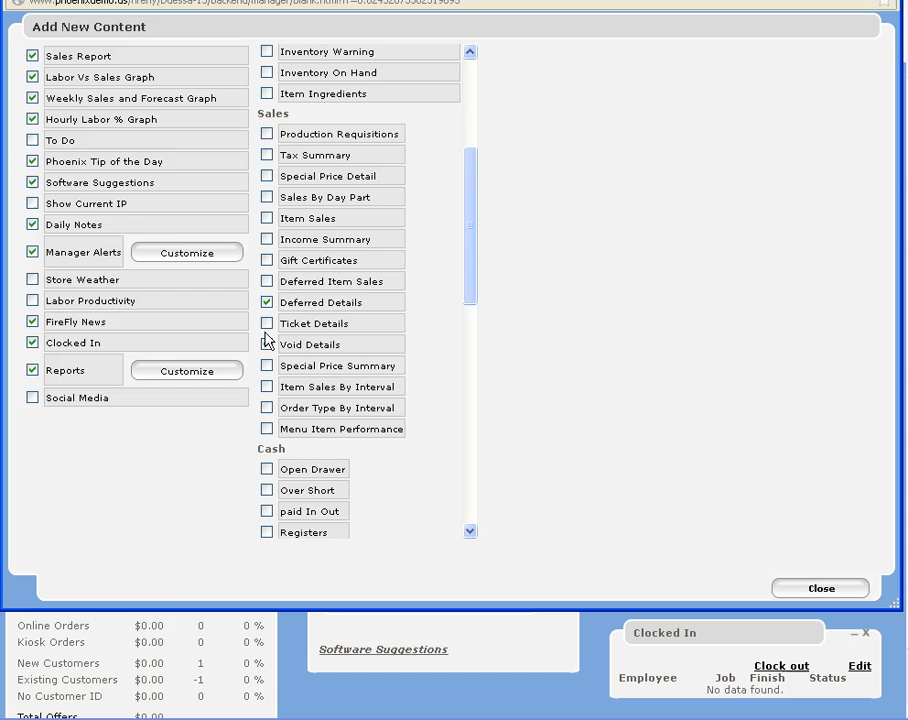 Add New Content
Sales Report
Labor Vs Sales Graph
Weekly Sales and Forecast Graph
Hourly Labor % Graph
To Do
Phoenix Tip of the Day
Software Suggestions
Show Current IP
Daily Notes
Manager Alerts Customize
Store Weather
Labor Productivity
FireFly News
Clocked In
Reports Customize
Social Media
Inventory Warning
Inventory On Hand
Item Ingredients
Sales
Production Requisitions
Tax Summary
Special Price Detail
Sales By Day Part
Item Sales
Income Summary
Gift Certificates
Deferred Item Sales
Deferred Details
Ticket Details
Void Details
Special Price Summary
Item Sales By Interval
Order Type By Interval
Menu Item Performance
Cash
Open Drawer
Over Short
paid In Out
Registers
Close
Online Orders $0.00 0 0 %
Kiosk Orders $0.00 0 0 %
New Customers $0.00 1 0 %
Existing Customers $0.00 -1 0 %
No Customer ID $0.00 0 0 %
Total Offers $0.00
Software Suggestions
Clocked In
Clock out Edit
Employee Job Finish Status
No data found.